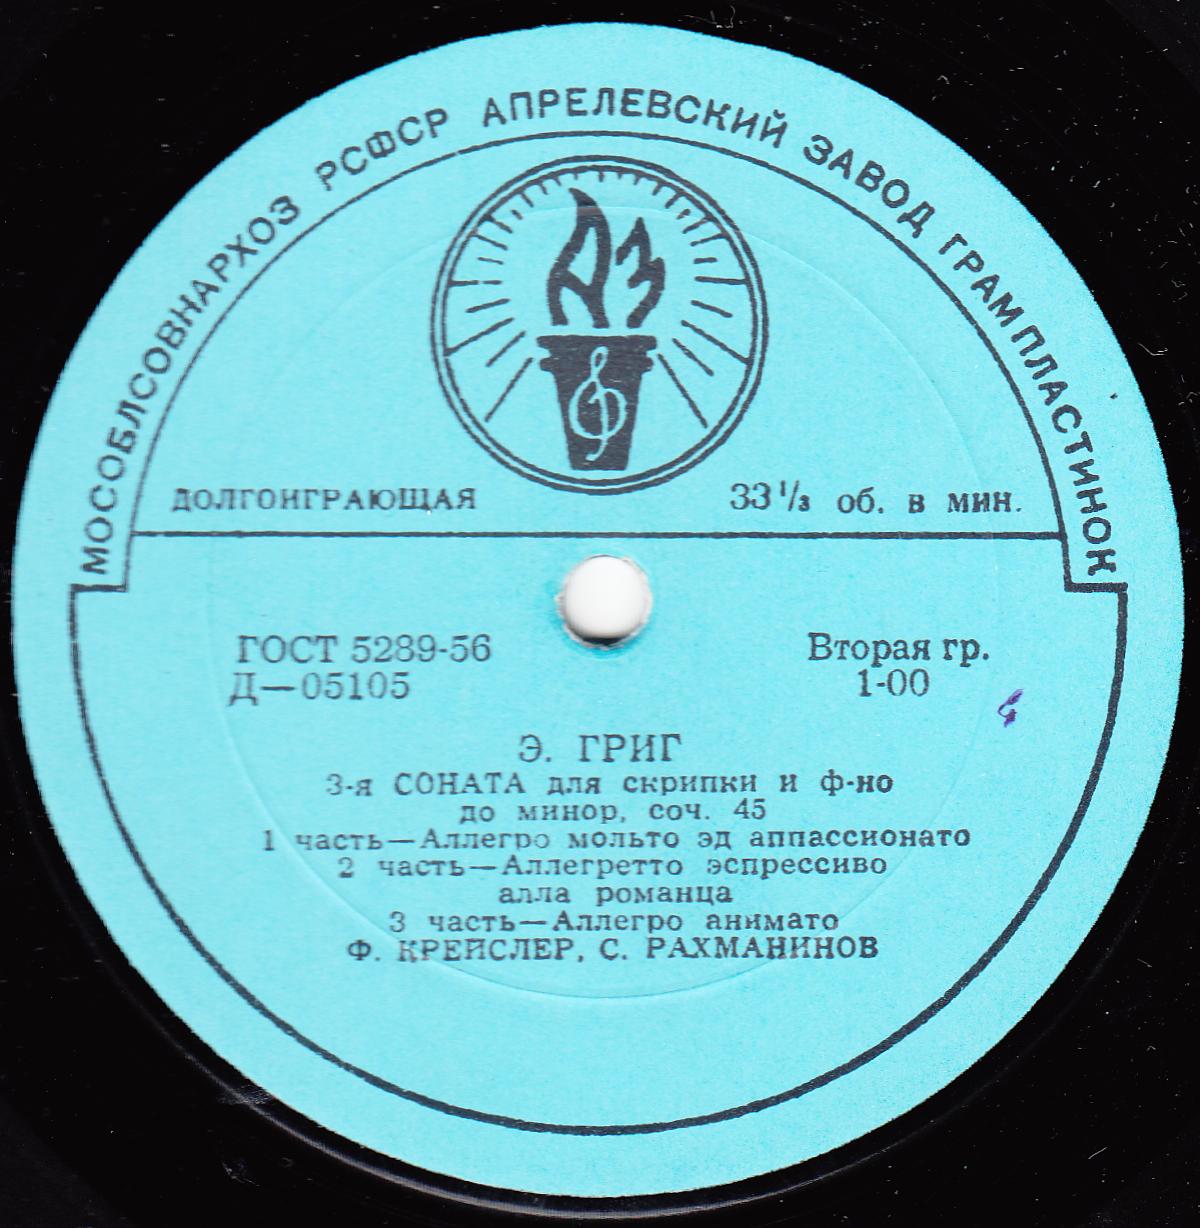 МОСОБЛСОВНАРХОЗ РСФСР АПРЕЛЕВСКИЙ ЗАВОД ГРАМПЛАСТИНОК
АЗ
ДОЛГОИГРАЮЩАЯ 33 1/3 об. в мин.
ГОСТ 5289-56 Вторая гр.
Д—05105 1-00
Э. ГРИГ
3-я СОНАТА для скрипки и ф-но
до минор, соч. 45
1 часть—Аллегро мольто эд аппассионато
2 часть—Аллегретто эспрессиво
алла романца
3 часть—Аллегро анимато
Ф. КРЕЙСЛЕР, С. РАХМАНИНОВ